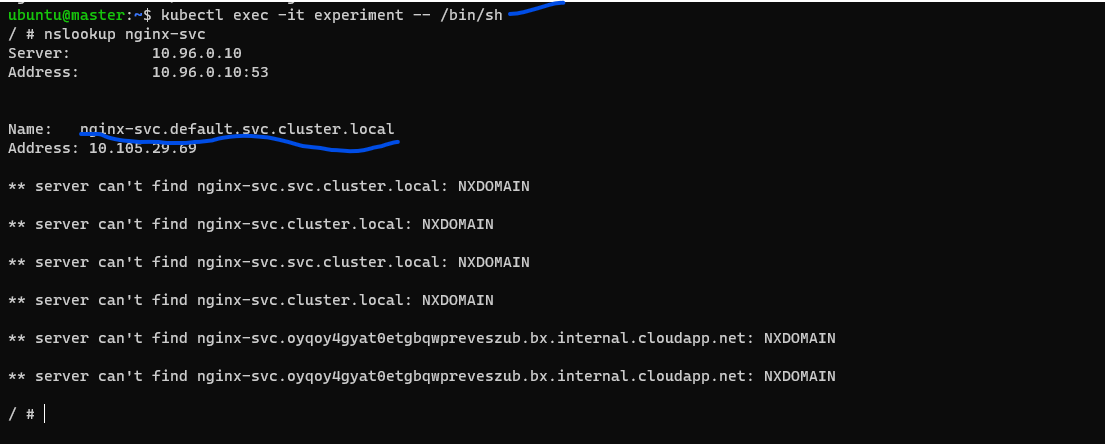 ubuntu@master:~$ kubectl exec -it experiment -- /bin/sh
/ # nslookup nginx-svc
Server:         10.96.0.10
Address:        10.96.0.10:53
Name:   nginx-svc.default.svc.cluster.local
Address: 10.105.29.69
** server can't find nginx-svc.svc.cluster.local: NXDOMAIN
** server can't find nginx-svc.cluster.local: NXDOMAIN
** server can't find nginx-svc.svc.cluster.local: NXDOMAIN
** server can't find nginx-svc.cluster.local: NXDOMAIN
** server can't find nginx-svc.oyqoy4gyat0etgbqwpreveszub.bx.internal.cloudapp.net: NXDOMAIN
** server can't find nginx-svc.oyqoy4gyat0etgbqwpreveszub.bx.internal.cloudapp.net: NXDOMAIN
/ #